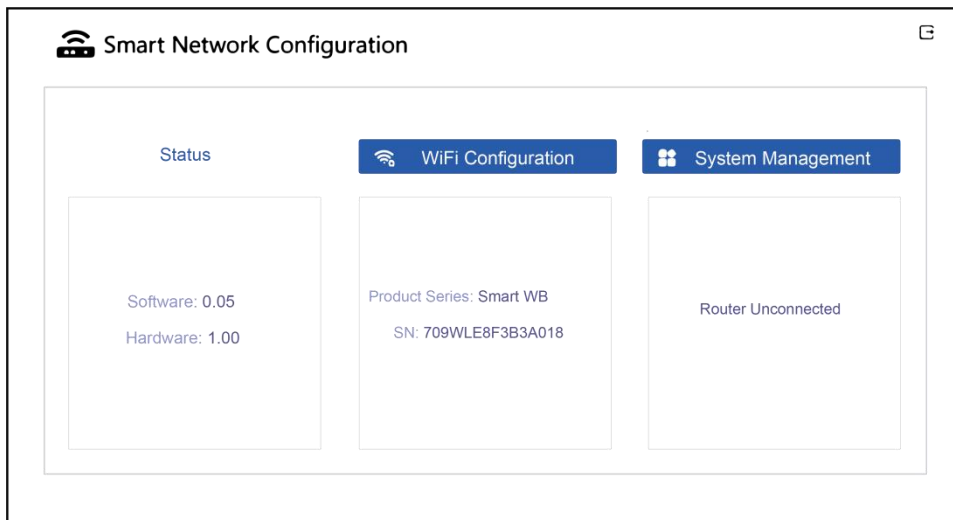 Smart Network Configuration
Status
WiFi Configuration
System Management
Software: 0.05
Hardware: 1.00
Product Series: Smart WB
SN: 709WLE8F3B3A018
Router Unconnected